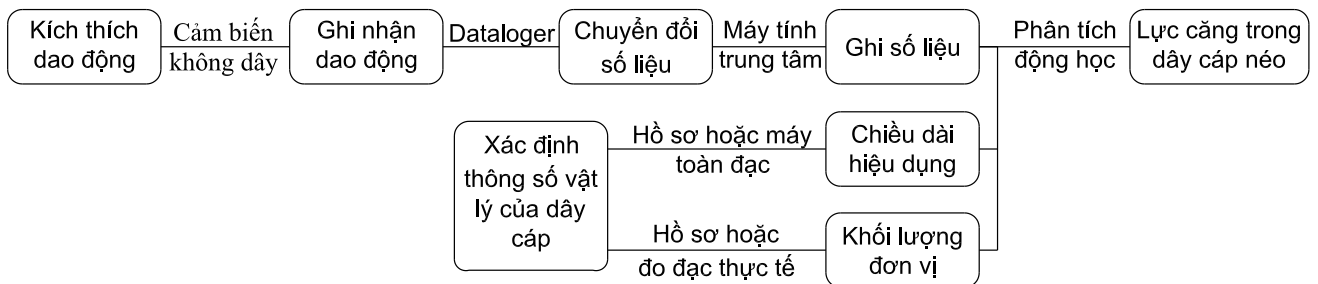 Kích thích
dao động
Cảm biến
không dây
Ghi nhận
dao động
Dataloger
Chuyển đổi
số liệu
Máy tính
trung tâm
Ghi số liệu
Phân tích
động học
Lực căng trong
dây cáp néo
Xác định
thông số vật
lý của dây
cáp
Hồ sơ hoặc máy
toàn đạc
Chiều dài
hiệu dụng
Hồ sơ hoặc
đo đạc thực tế
Khối lượng
đơn vị